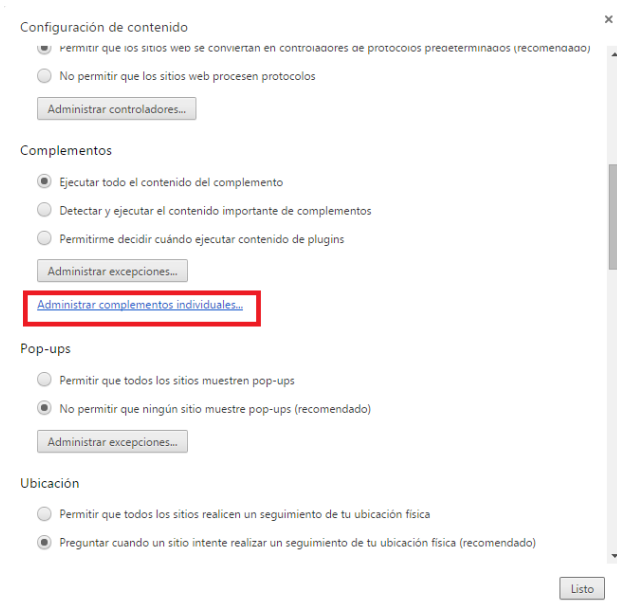 Configuración de contenido
Permitir que los sitios web se conviertan en controladores de protocolos predeterminados (recomendado)
No permitir que los sitios web procesen protocolos
Administrar controladores...
Complementos
Ejecutar todo el contenido del complemento
Detectar y ejecutar el contenido importante de complementos
Permitirme decidir cuándo ejecutar contenido de plugins
Administrar excepciones...
Administrar complementos individuales...
Pop-ups
Permitir que todos los sitios muestren pop-ups
No permitir que ningún sitio muestre pop-ups (recomendado)
Administrar excepciones...
Ubicación
Permitir que todos los sitios realicen un seguimiento de tu ubicación física
Preguntar cuando un sitio intente realizar un seguimiento de tu ubicación física (recomendado)
Listo